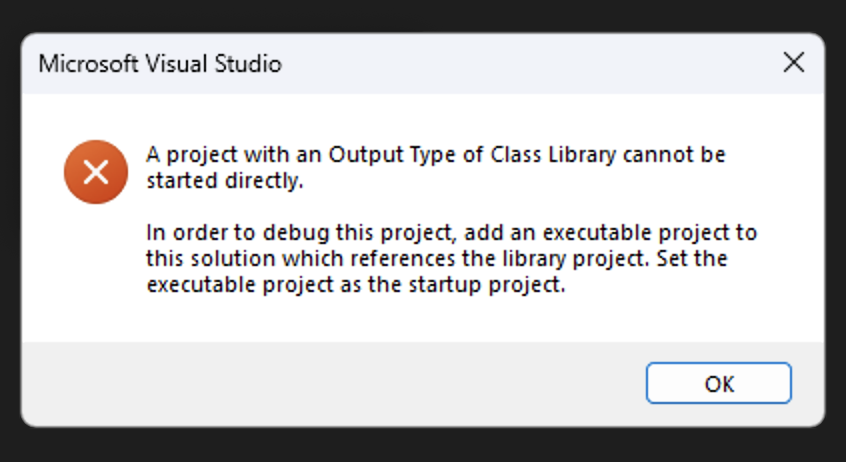 Microsoft Visual Studio
A project with an Output Type of Class Library cannot be
started directly.
In order to debug this project, add an executable project to
this solution which references the library project. Set the
executable project as the startup project.
OK